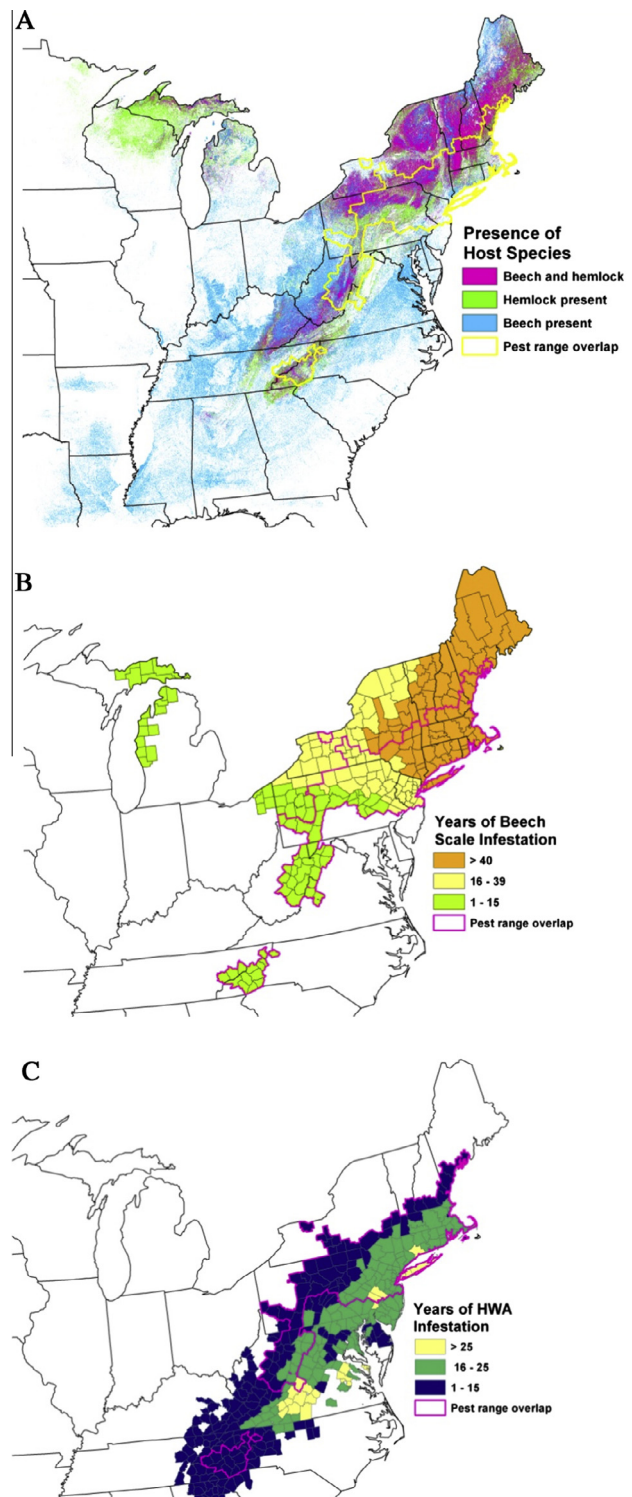 A
Presence of
Host Species
Beech and hemlock
Hemlock present
Beech present
Pest range overlap
B
Years of Beech
Scale Infestation
> 40
16 - 39
1 - 15
Pest range overlap
C
Years of HWA
Infestation
> 25
16 - 25
1 - 15
Pest range overlap